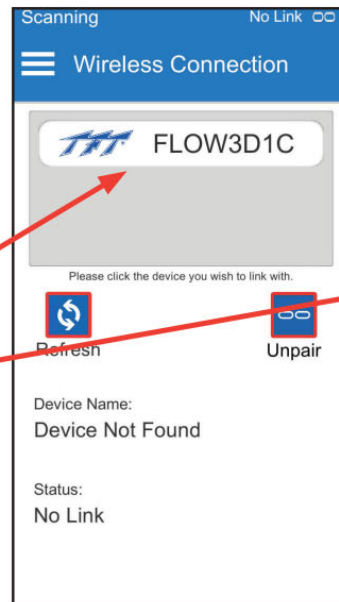 Scanning No Link
Wireless Connection
TFT FLOW3D1C
Please click the device you wish to link with.
Refresh Unpair
Device Name:
Device Not Found
Status:
No Link